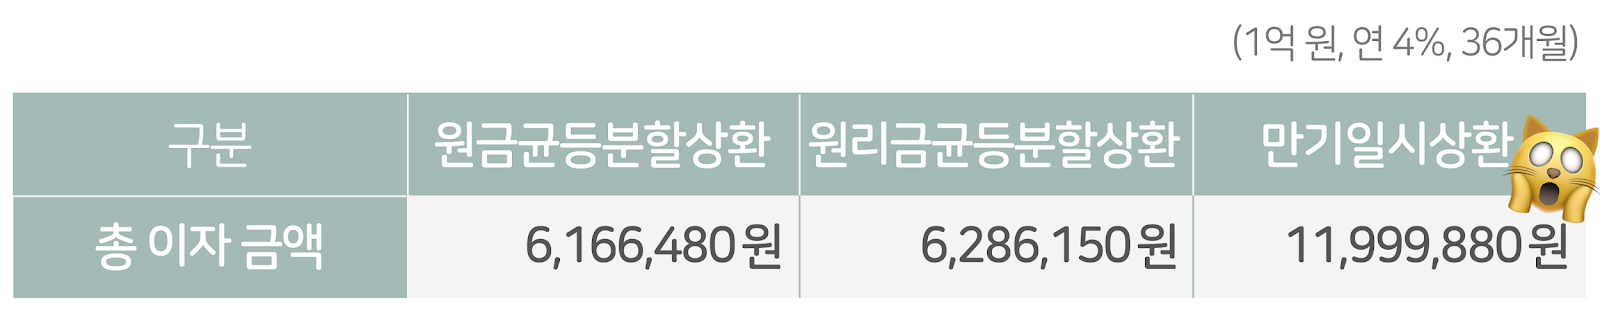 (1억 원, 연 4%, 36개월)
구분 원금균등분할상환 원리금균등분할상환 만기일시상환
총 이자 금액 6,166,480원 6,286,150원 11,999,880원